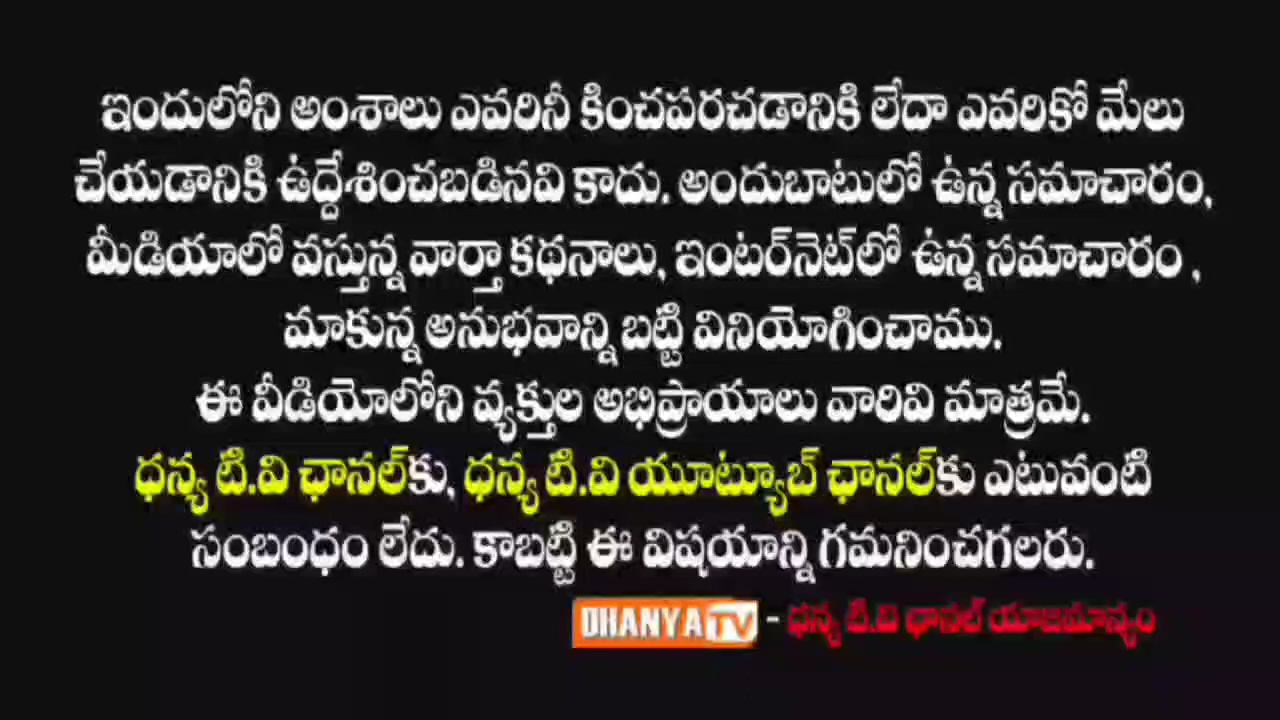 ఇందులోని అంశాలు ఎవరినీ కించపరచడానికి లేదా ఎవరికో మేలు
చేయడానికి ఉద్దేశించబడినవి కాదు. అందుబాటులో ఉన్న సమాచారం,
మీడియాలో వస్తున్న వార్తా కథనాలు, ఇంటర్‌నెట్‌లో ఉన్న సమాచారం ,
మాకున్న అనుభవాన్ని బట్టి వినియోగించాము.
ఈ వీడియోలోని వ్యక్తుల అభిప్రాయాలు వారివి మాత్రమే.
ధన్య టి.వి ఛానల్‌కు, ధన్య టి.వి యూట్యూబ్ ఛానల్‌కు ఎటువంటి
సంబంధం లేదు. కాబట్టి ఈ విషయాన్ని గమనించగలరు.
DHANYA TV - ధన్య టి.వి ఛానల్ యాజమాన్యం